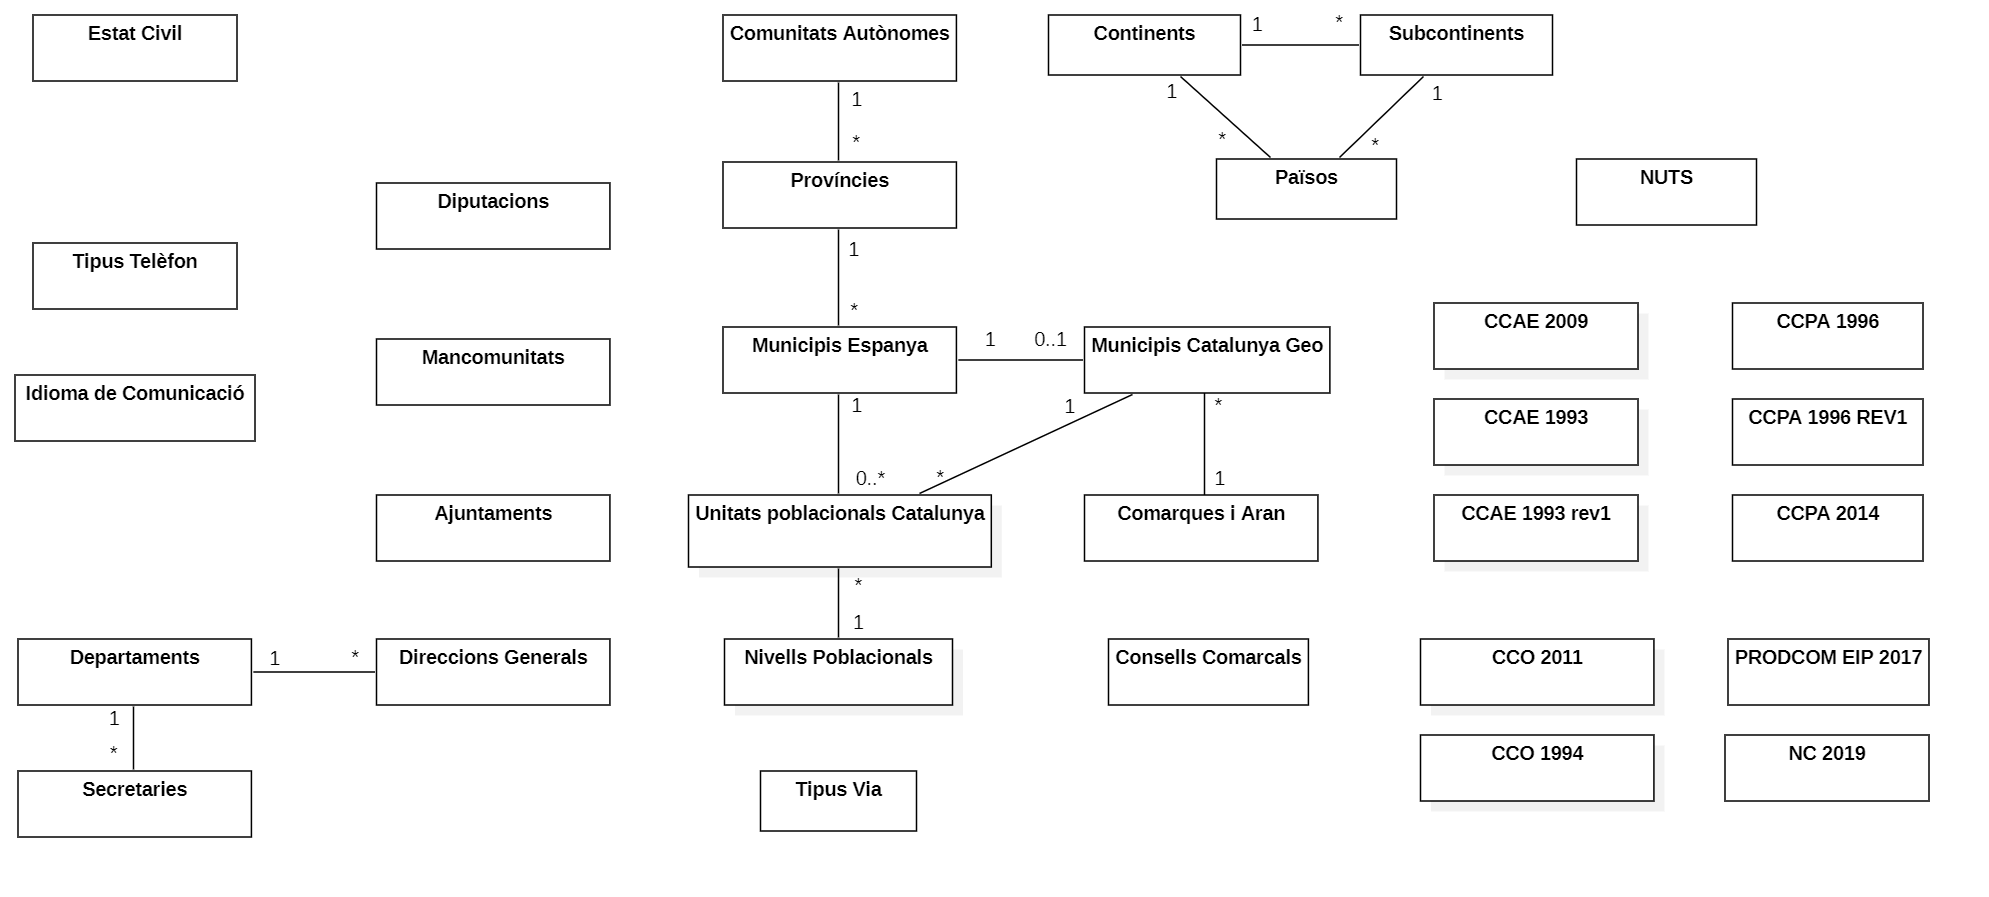 Estat Civil
Comunitats Autònomes
Continents
1
*
Subcontinents
1
*
1
*
1
*
Províncies
Països
NUTS
Diputacions
Tipus Telèfon
1
*
Municipis Espanya
1
0..1
Municipis Catalunya Geo
CCAE 2009
CCPA 1996
Mancomunitats
Idioma de Comunicació
1
0..*
1
*
*
1
CCAE 1993
CCPA 1996 REV1
Ajuntaments
Unitats poblacionals Catalunya
Comarques i Aran
CCAE 1993 rev1
CCPA 2014
*
1
Departaments
1
*
Direccions Generals
Nivells Poblacionals
Consells Comarcals
CCO 2011
PRODCOM EIP 2017
1
*
Secretaries
Tipus Via
CCO 1994
NC 2019